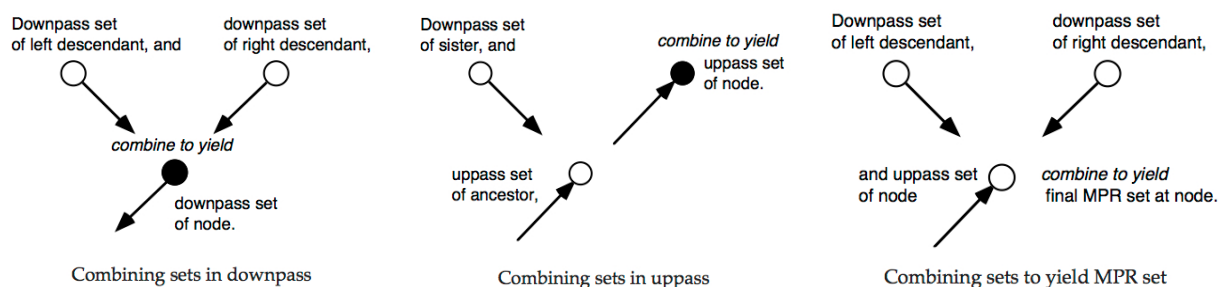 Downpass set
of left descendant, and
downpass set
of right descendant,
combine to yield
downpass set
of node.
Combining sets in downpass
Downpass set
of sister, and
combine to yield
uppass set
of node.
uppass set
of ancestor,
Combining sets in uppass
Downpass set
of left descendant,
downpass set
of right descendant,
and uppass set
of node
combine to yield
final MPR set at node.
Combining sets to yield MPR set